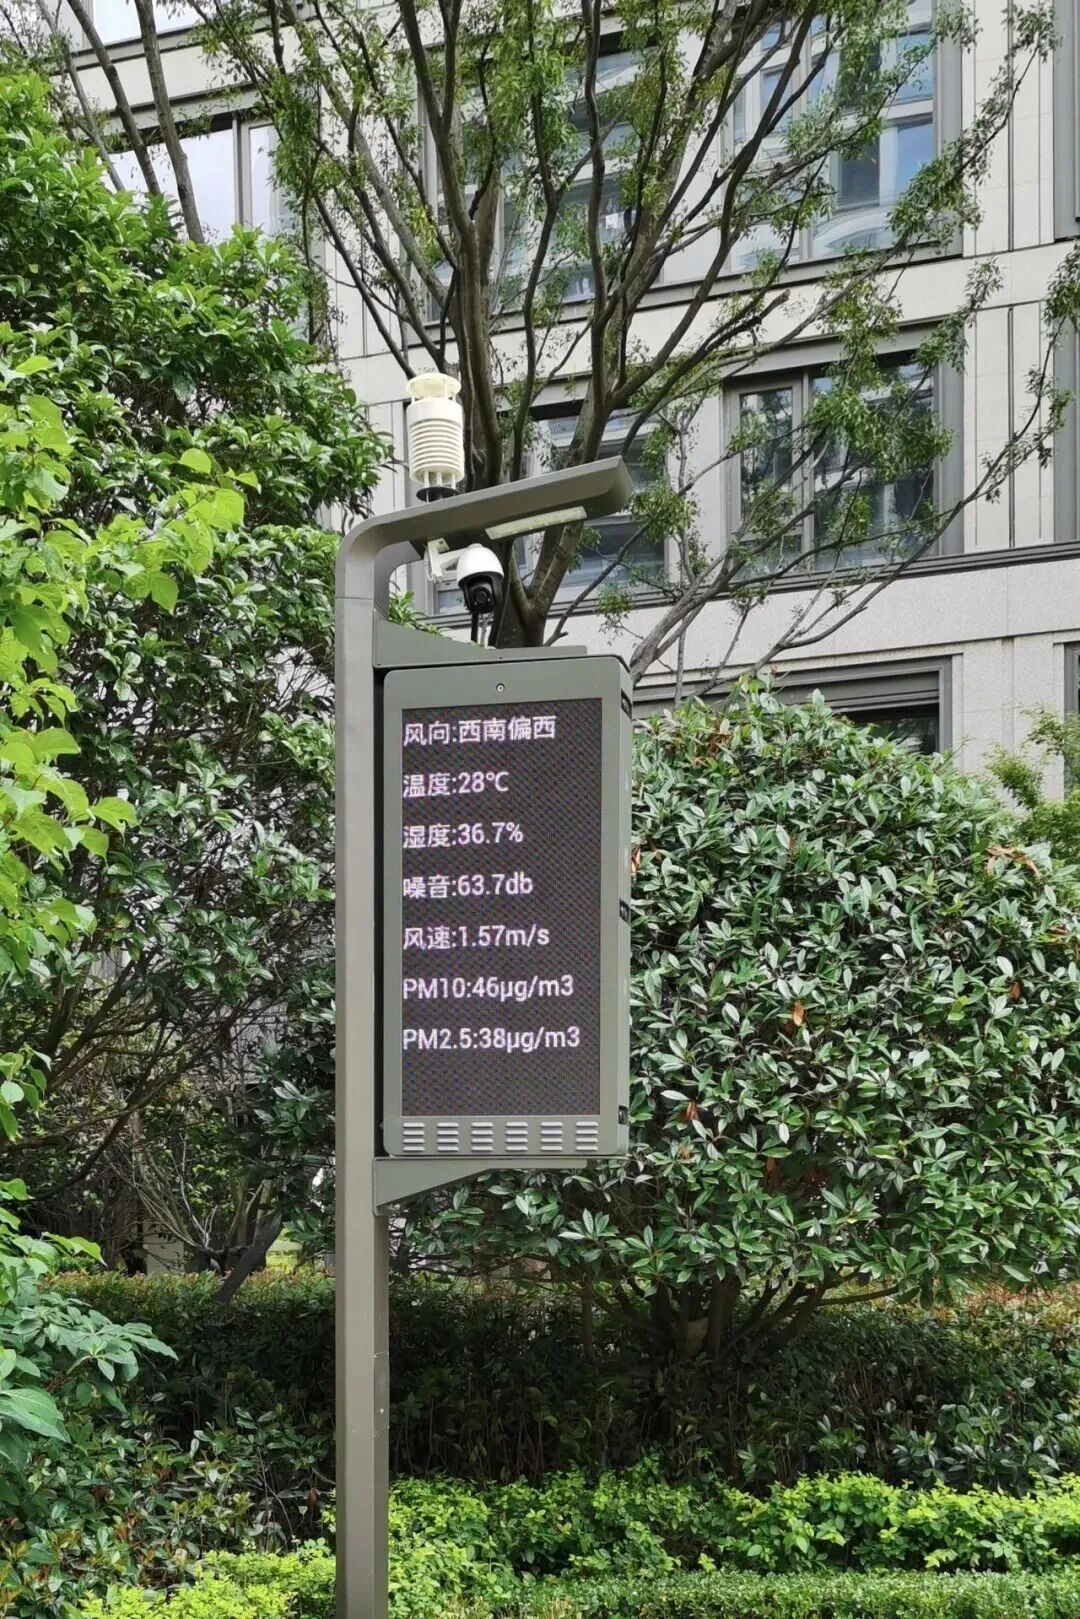 风向:西南偏西
温度:28℃
湿度:36.7%
噪音:63.7db
风速:1.57m/s
PM10:46μg/m3
PM2.5:38μg/m3